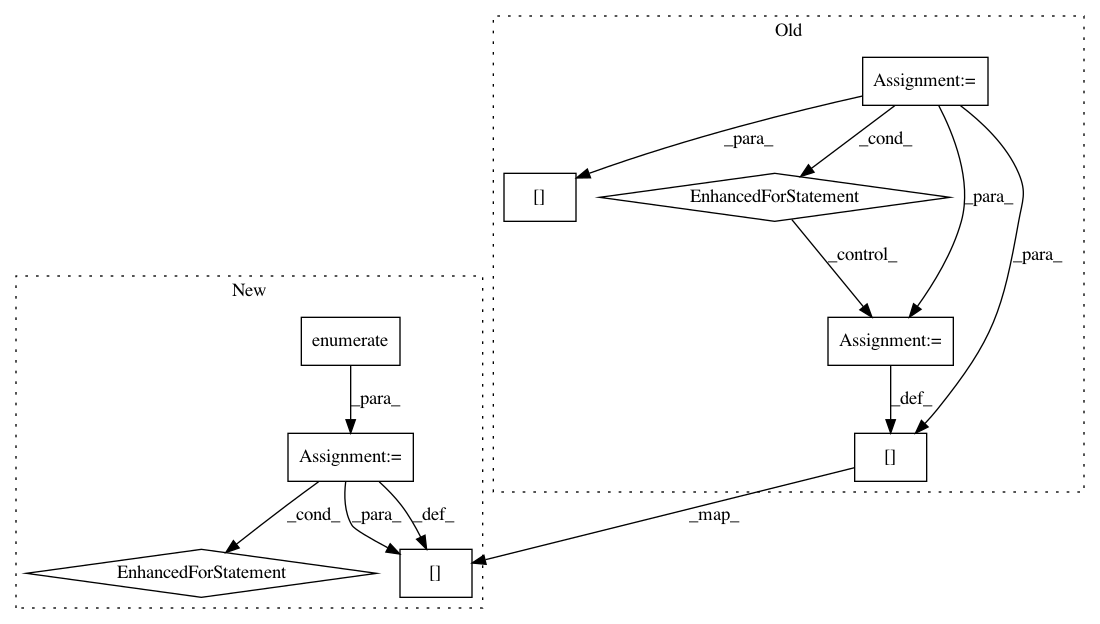 Old
Assignment:=
_para_
_cond_
[]
EnhancedForStatement
_para_
_control_
_para_
New
enumerate
Assignment:=
_para_
_def_
Assignment:=
[]
_cond_
_para_
_def_
_map_
EnhancedForStatement
[]